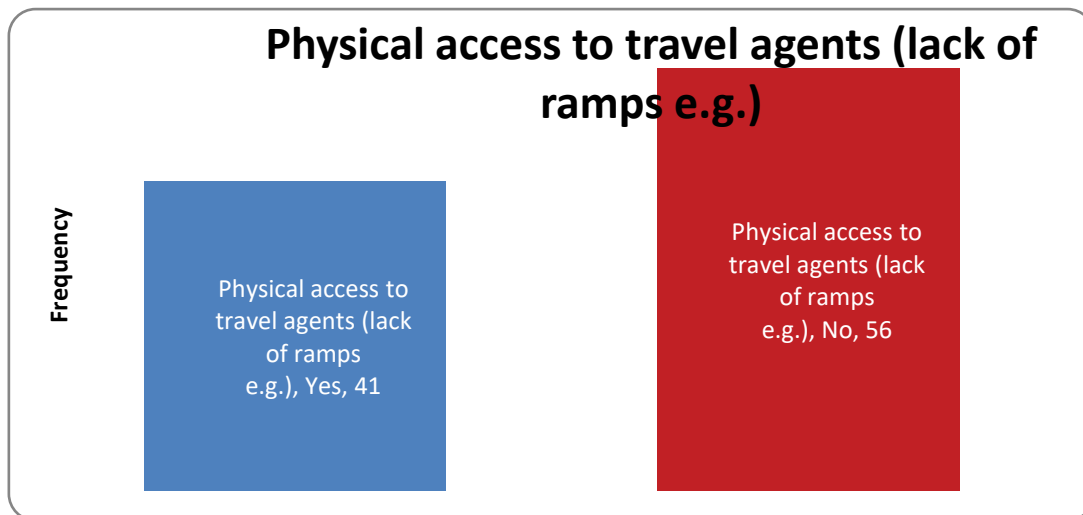 Physical access to travel agents (lack of
ramps e.g.)
Frequency
Physical access to
travel agents (lack
of ramps
e.g.), Yes, 41
Physical access to
travel agents (lack
of ramps
e.g.), No, 56